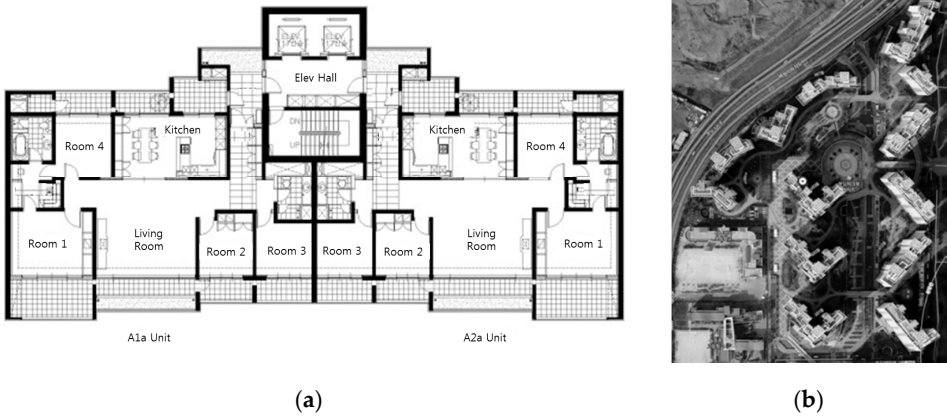 Elev Hall
DN
UP
Kitchen
Kitchen
Room 4
Room 4
Room 1
Living
Room
Room 2
Room 3
Room 3
Room 2
Living
Room
Room 1
A1a Unit
A2a Unit
(a)
(b)